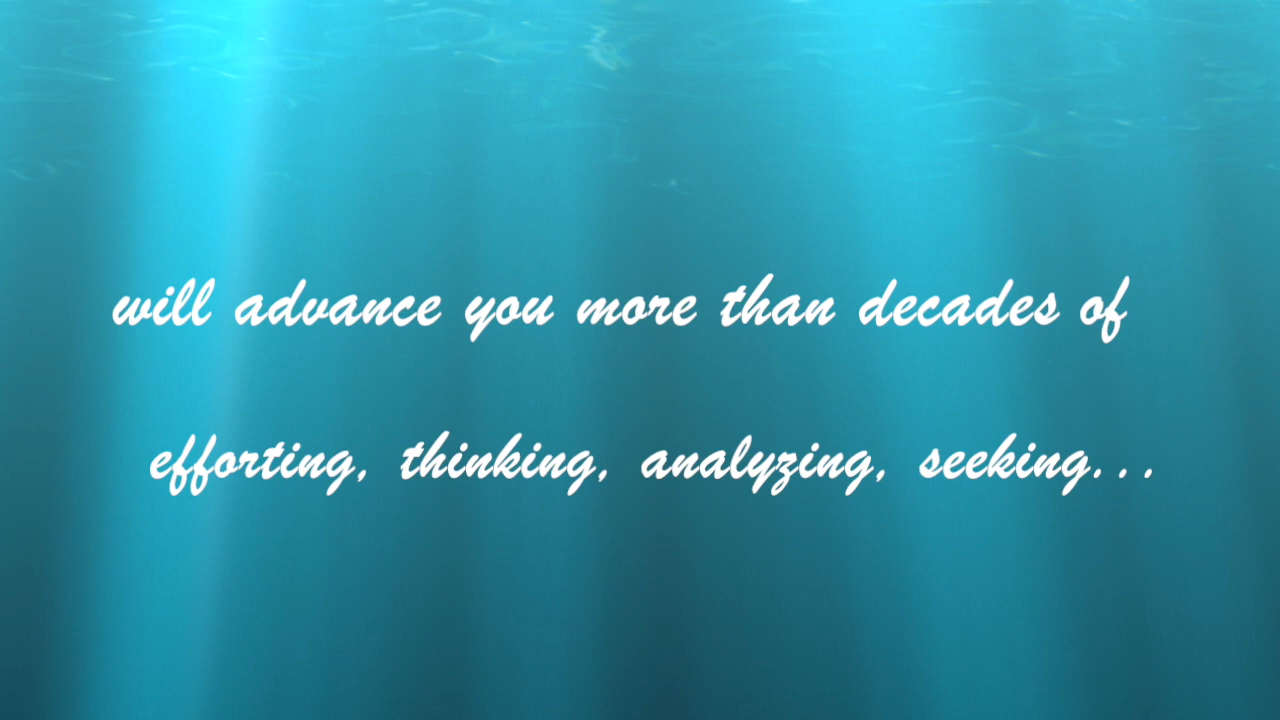 will advance you more than decades of
efforting, thinking, analyzing, seeking...